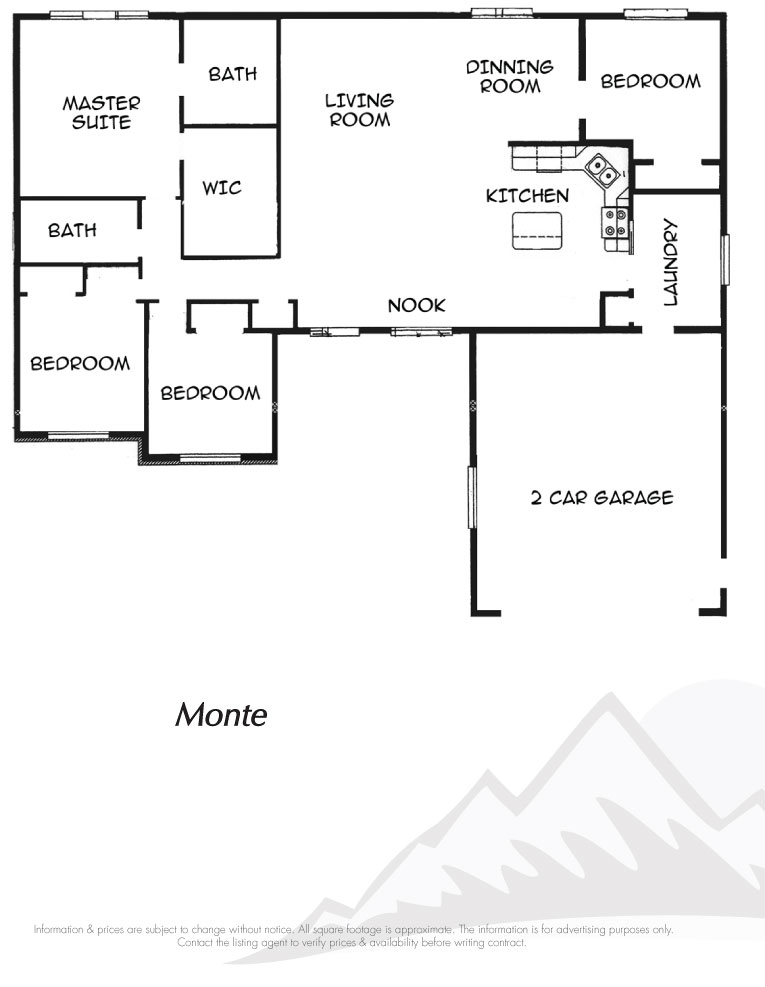 MASTER
SUITE
BATH
LIVING
ROOM
DINNING
ROOM
BEDROOM
WIC
KITCHEN
BATH
LAUNDRY
NOOK
BEDROOM
BEDROOM
2 CAR GARAGE
Monte
Information & prices are subject to change without notice. All square footage is approximate. The information is for advertising purposes only.
Contact the listing agent to verify prices & availability before writing contract.